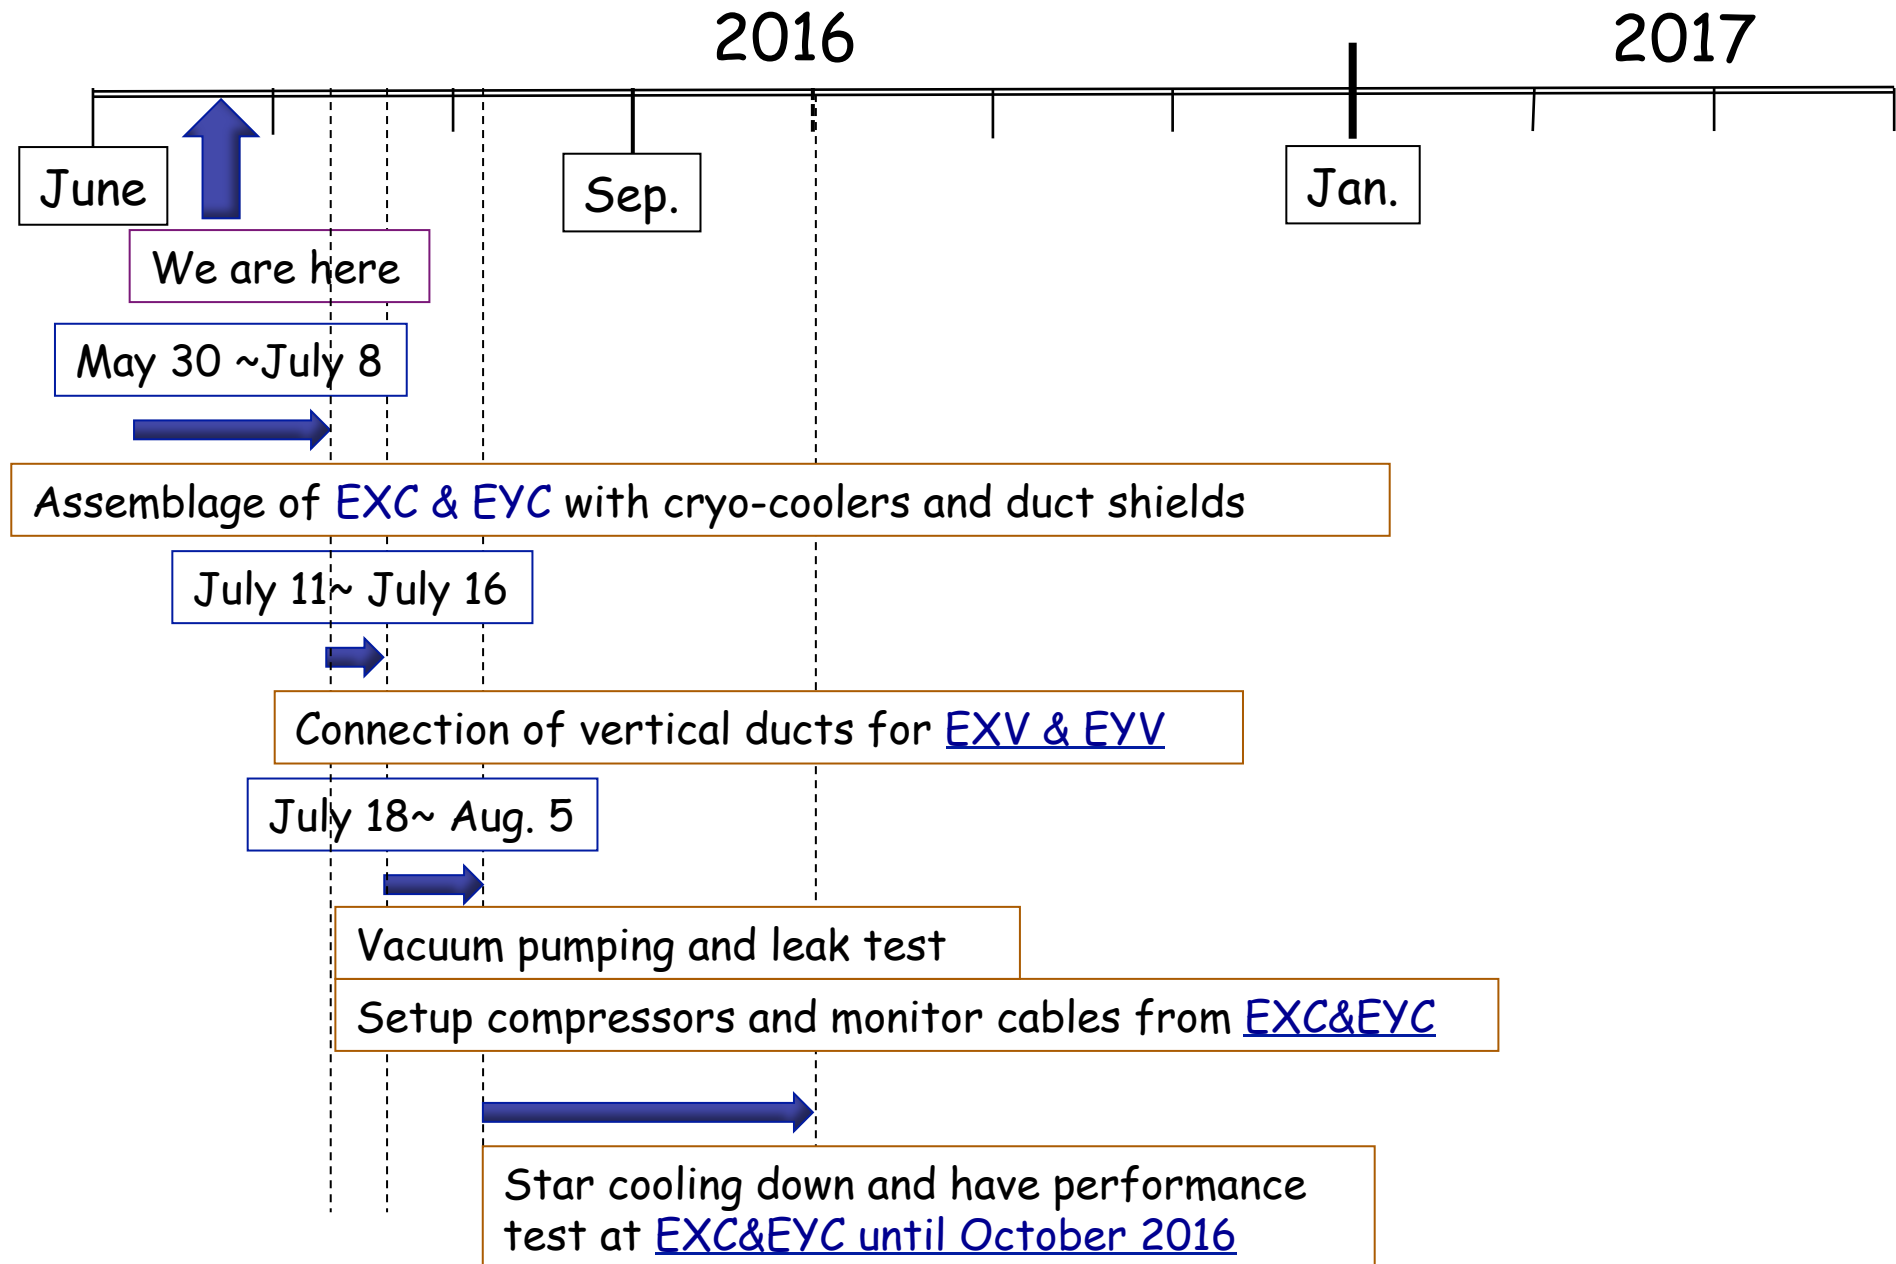 2016
2017
June
Sep.
Jan.
We are here
May 30 ~July 8
Assemblage of EXC & EYC with cryo-coolers and duct shields
July 11~ July 16
Connection of vertical ducts for EXV & EYV
July 18~ Aug. 5
Vacuum pumping and leak test
Setup compressors and monitor cables from EXC&EYC
Star cooling down and have performance
test at EXC&EYC until October 2016